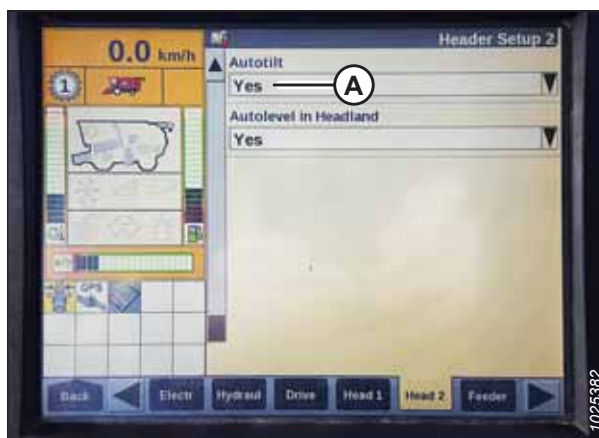 0.0 km/h
Header Setup 2
1
Autotilt
Yes
A
Autolevel in Headland
Yes
Back
Electr
Hydraul
Drive
Head 1
Head 2
Feeder
1025382